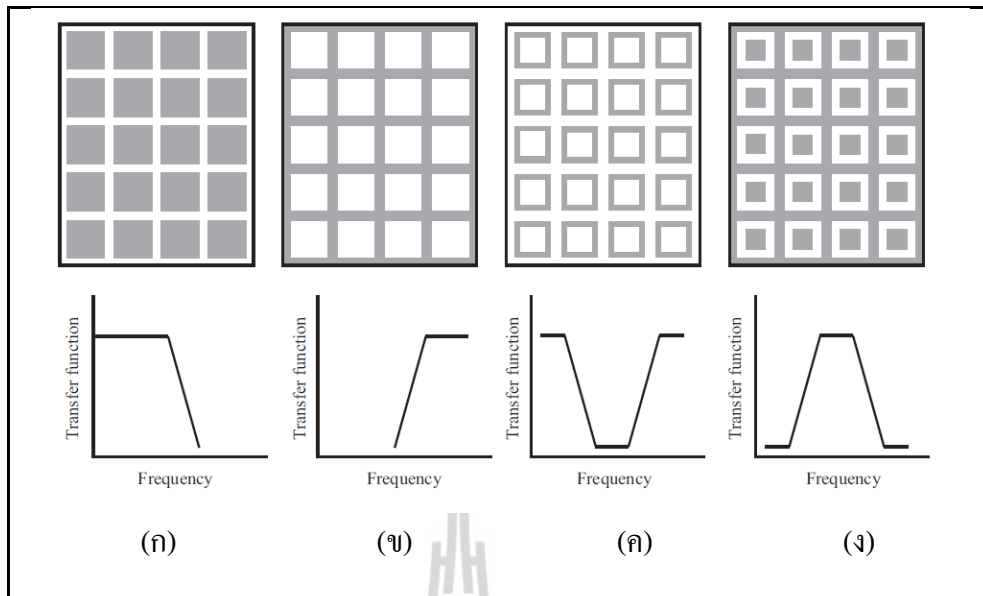 Transfer function
Frequency
Transfer function
Frequency
Transfer function
Frequency
Transfer function
Frequency
(ก)
(ข)
(ค)
(ง)